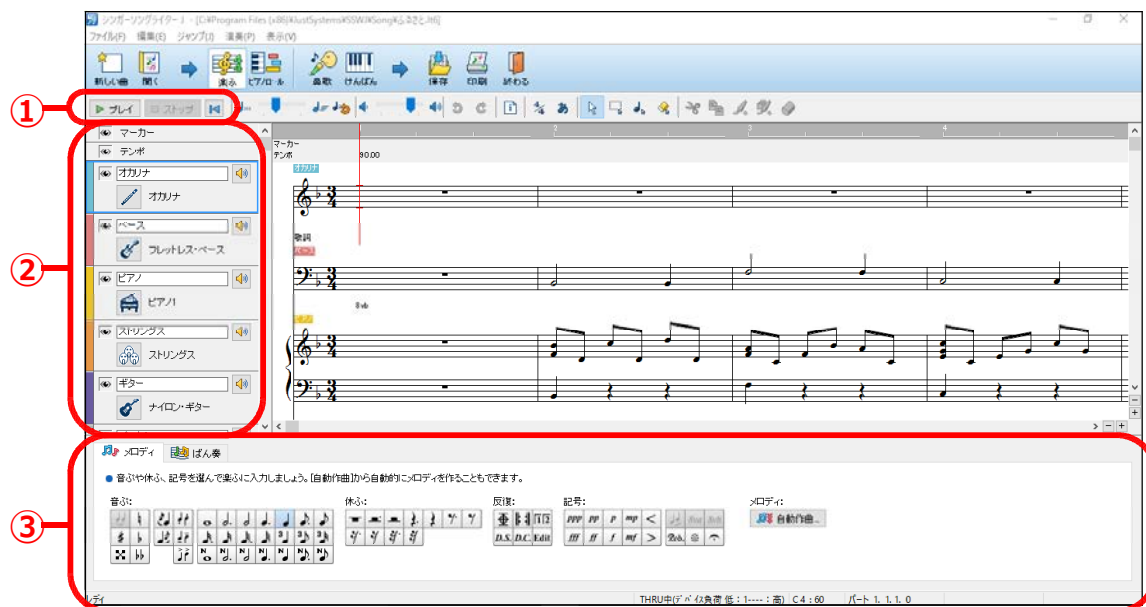 シンガーソングライターJ - [C:¥Program Files (x86)¥JustSystems¥SSWJ¥Song¥ふるさと.ht6]
ファイル(F) 編集(E) ジャンプ(J) 演奏(P) 表示(V)
新しい曲 開く 楽ふ ピアノロール 鼻歌 けんばん 保存 印刷 終わる
① プレイ ストップ
マーカー
テンポ
オカリナ
オカリナ
② ベース
フレットレス・ベース
ピアノ
ピアノ1
ストリングス
ストリングス
ギター
ナイロン・ギター
2 3 4
マーカー
テンポ 90.00
オカリナ
歌詞
ベース
ピアノ
メロディ ばん奏
音ぷや休ふ、記号を選んで楽ふに入力しましょう。[自動作曲]から自動的にメロディを作ることもできます。
音ぷ: 休ふ: 反復: 記号: メロディ:
ppp pp p mp < 自動作曲...
③ D.S. D.C. Edit fff ff f mf >
レディ THRU中(デバイス負荷 低:1----:高) C 4 : 60 パート 1. 1. 1. 0